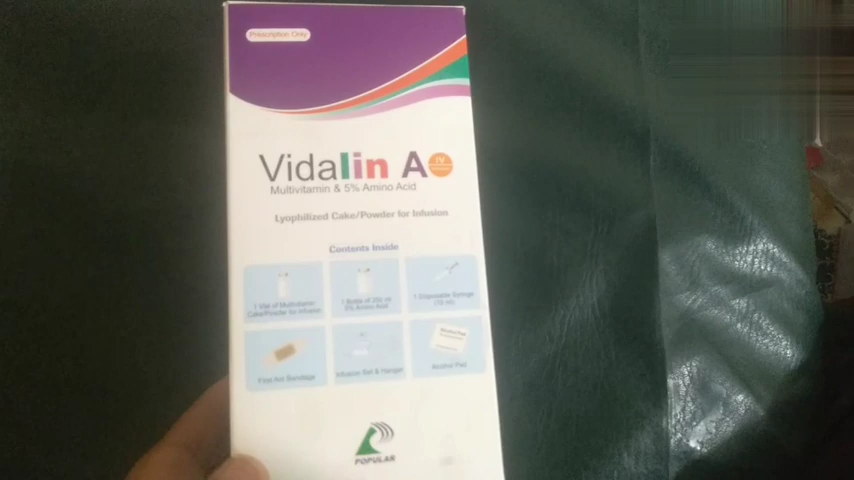 Prescription Only
Vidalin A
IV
Multivitamin & 5% Amino Acid
Lyophilized Cake/Powder for Infusion
Contents Inside
1 Vial of Multivitamin
Cake/Powder for Infusion
1 Bottle of 250 ml
5% Amino Acid
1 Disposable Syringe
(10 ml)
First Aid Bandage
Infusion Set & Hanger
Alcohol Pad
POPULAR